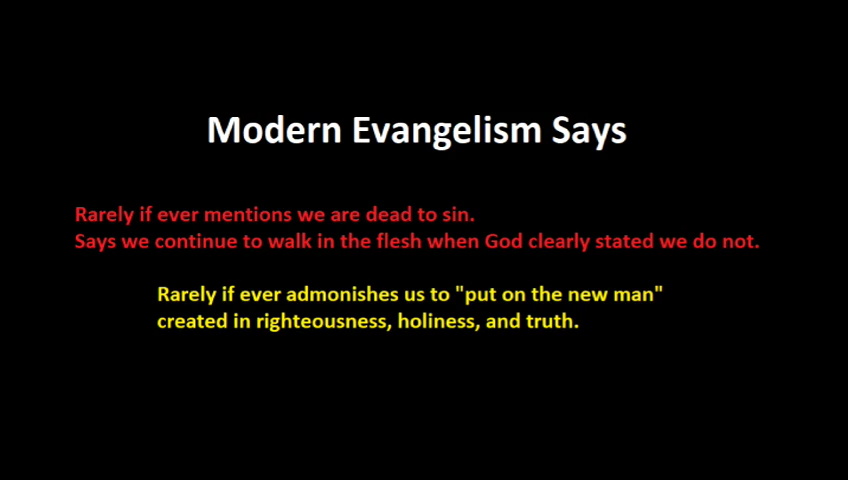 Modern Evangelism Says
Rarely if ever mentions we are dead to sin.
Says we continue to walk in the flesh when God clearly stated we do not.
Rarely if ever admonishes us to "put on the new man"
created in righteousness, holiness, and truth.